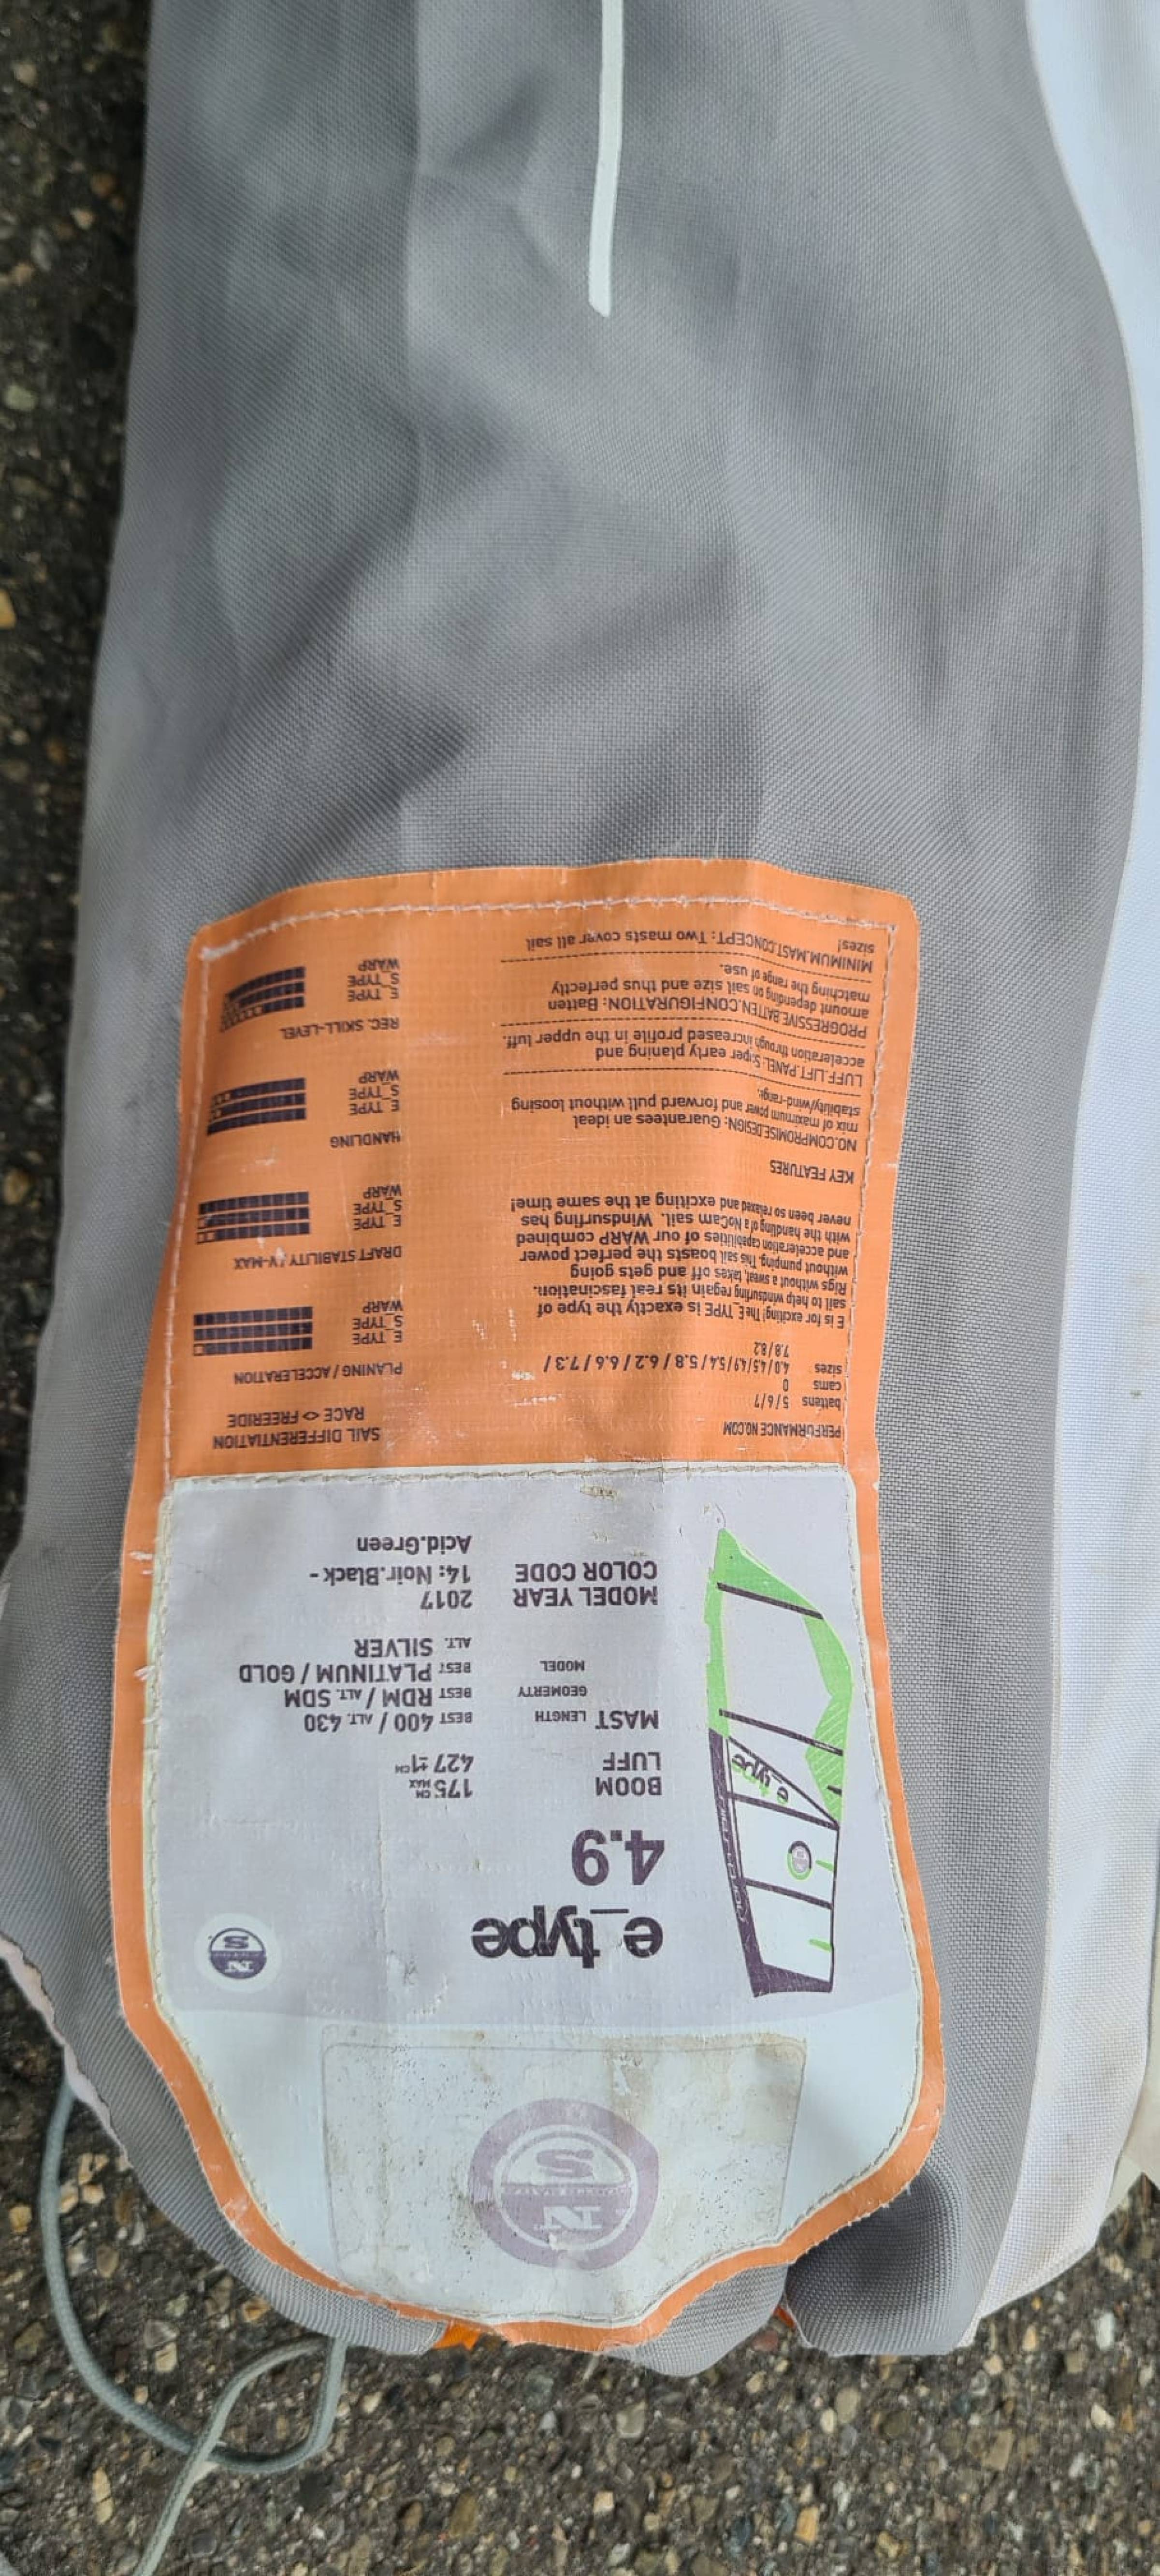 N
S
e_type
4.9
BOOM 175 CM MAX
LUFF 427 ±1 CM
MAST LENGTH BEST 400 / ALT. 430
GEOMERTY BEST RDM / ALT. SDM
MODEL BEST PLATINUM / GOLD
ALT. SILVER
MODEL YEAR 2017
COLOR CODE 14: Noir.Black -
Acid.Green
N
S
e_type
PERFORMANCE NO.COM
battens 5 / 6 / 7
cams 0
sizes 4.0 / 4.5 / 4.9 / 5.4 / 5.8 / 6.2 / 6.6 / 7.3 /
7.8 / 8.2
E is for exciting! The E_TYPE is exactly the type of
sail to help windsurfing regain its real fascination.
Rigs without a sweat, takes off and gets going
without pumping. This sail boasts the perfect power
and acceleration capabilities of our WARP combined
with the handling of a NoCam sail. Windsurfing has
never been so relaxed and exciting at the same time!
KEY FEATURES
NO.COMPROMISE.DESIGN: Guarantees an ideal
mix of maximum power and forward pull without loosing
stability/wind-range.
LUFF.LIFT.PANEL: Super early planing and
acceleration through increased profile in the upper luff.
PROGRESSIVE.BATTEN.CONFIGURATION: Batten
amount depending on sail size and thus perfectly
matching the range of use.
MINIMUM.MAST.CONCEPT: Two masts cover all sail
sizes!
SAIL DIFFERENTIATION
RACE <> FREERIDE
PLANING / ACCELERATION
E_TYPE
S_TYPE
WARP
DRAFT STABILITY / V-MAX
E_TYPE
S_TYPE
WARP
HANDLING
E_TYPE
S_TYPE
WARP
REC. SKILL-LEVEL
E_TYPE
S_TYPE
WARP